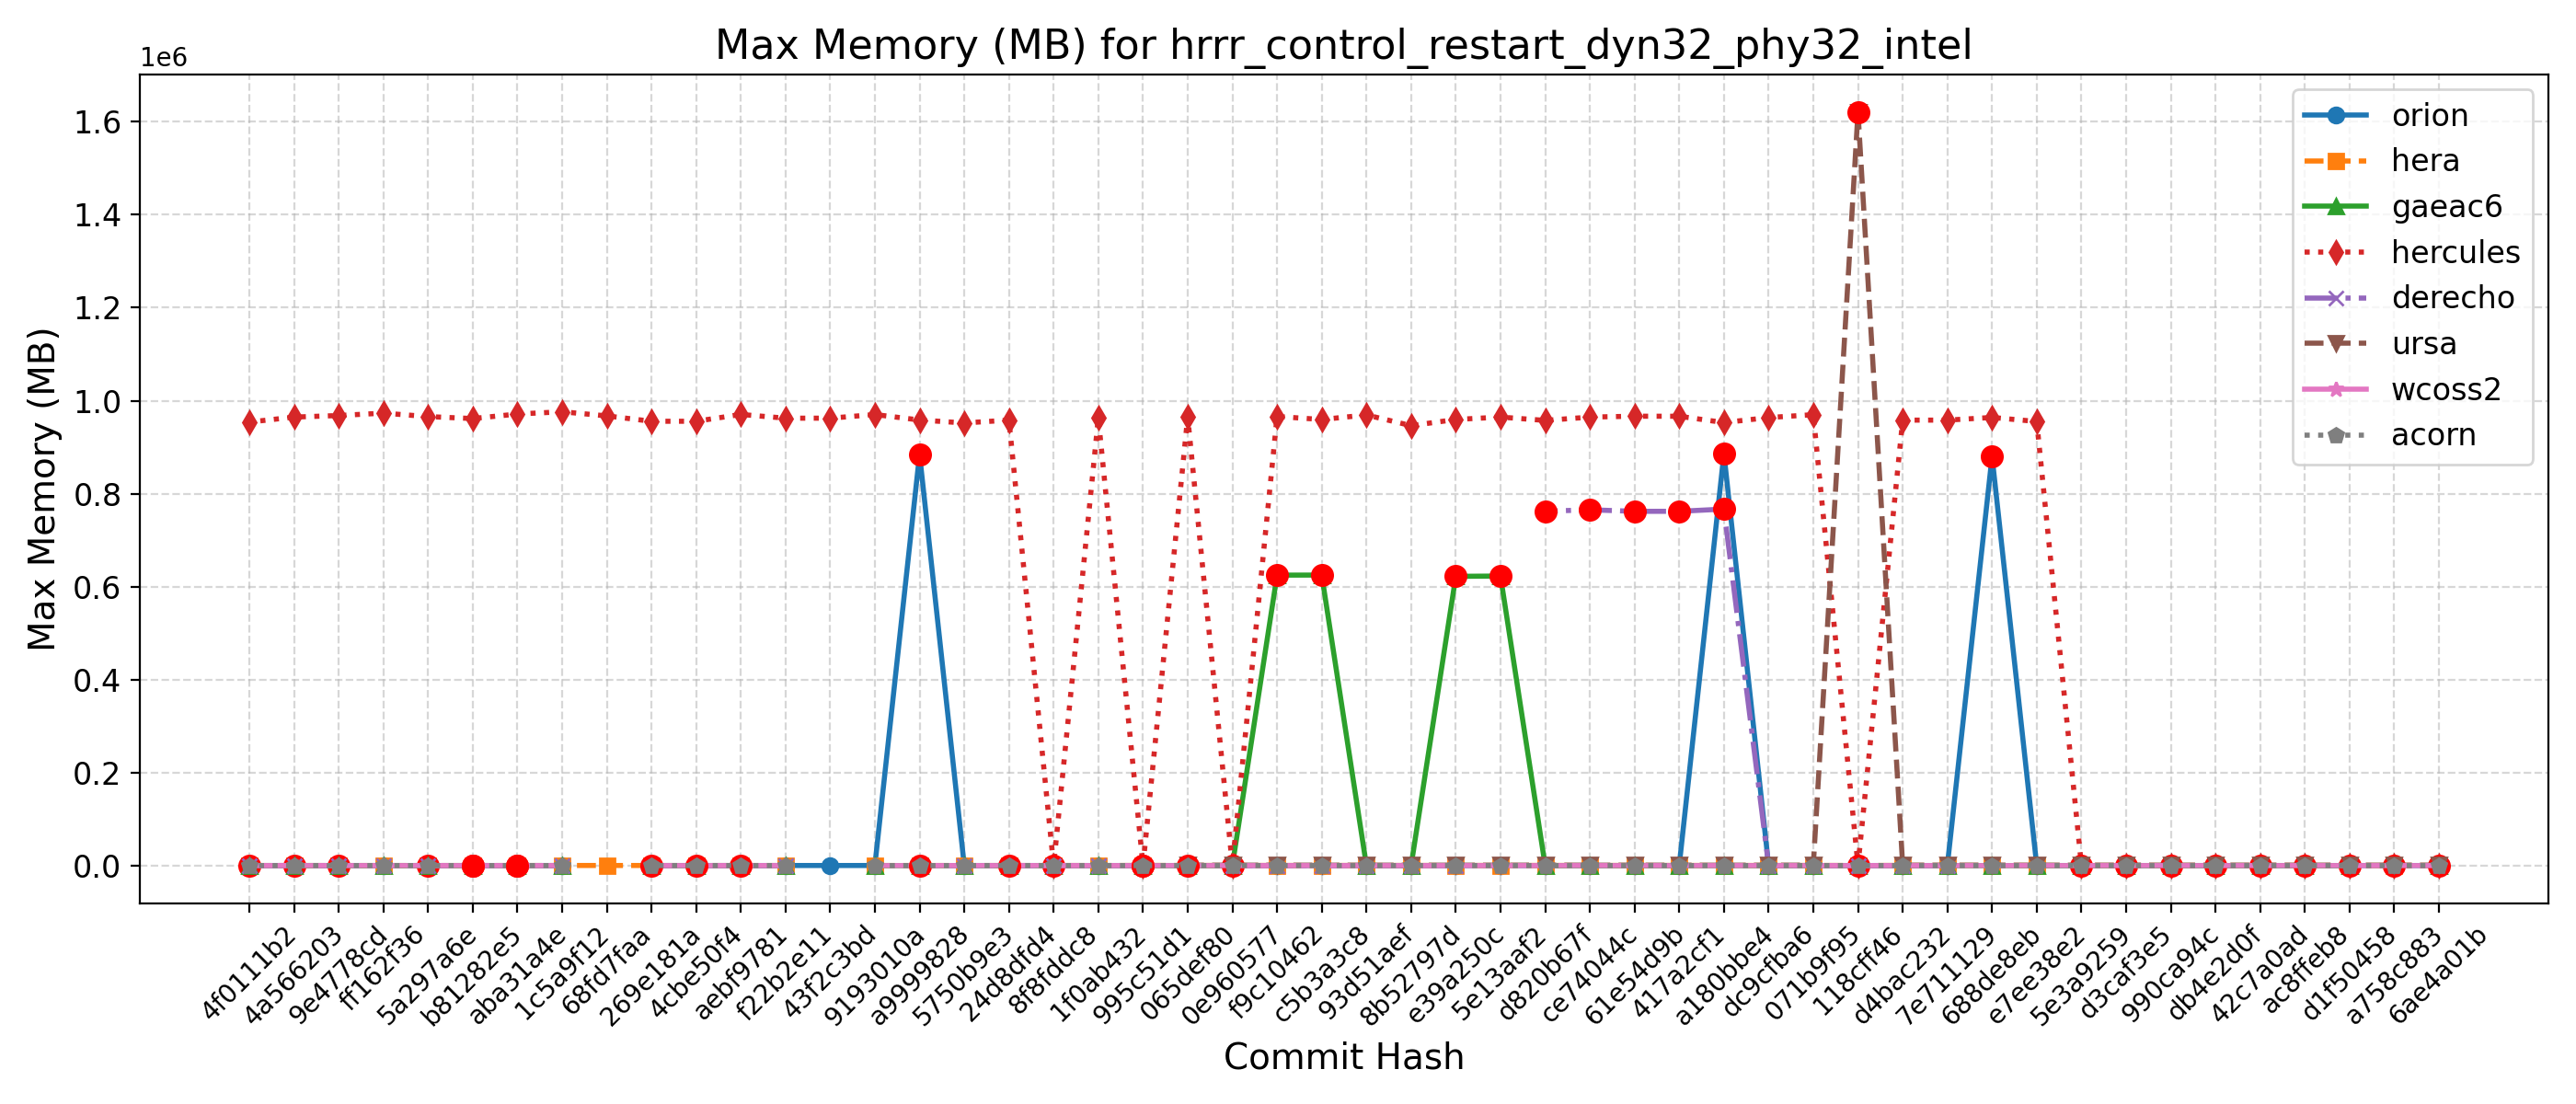 Max Memory (MB) for hrrr_control_restart_dyn32_phy32_intel
1e6
1.6
1.4
1.2
1.0
0.8
0.6
0.4
0.2
0.0
Max Memory (MB)
orion
hera
gaeac6
hercules
derecho
ursa
wcoss2
acorn
4f0111b2
4a566203
9e4778cd
ff162f36
5a297a6e
b81282e5
aba31a4e
1c5a9f12
68fd7faa
269e181a
4cbe50f4
aebf9781
f22b2e11
43f2c3bd
9193010a
a9999828
5750b9e3
24d8dfd4
8f8fddc8
1f0ab432
995c51d1
065def80
0e960577
f9c10462
c5b3a3c8
93d51aef
8b52797d
e39a250c
5e13aaf2
d820b67f
ce74044c
61e54d9b
417a2cf1
a180bbe4
dc9cfba6
071b9f95
118cff46
d4bac232
7e711129
688de8eb
e7ee38e2
5e3a9259
d3caf3e5
990ca94c
db4e2d0f
42c7a0ad
ac8ffeb8
d1f50458
a758c883
6ae4a01b
Commit Hash